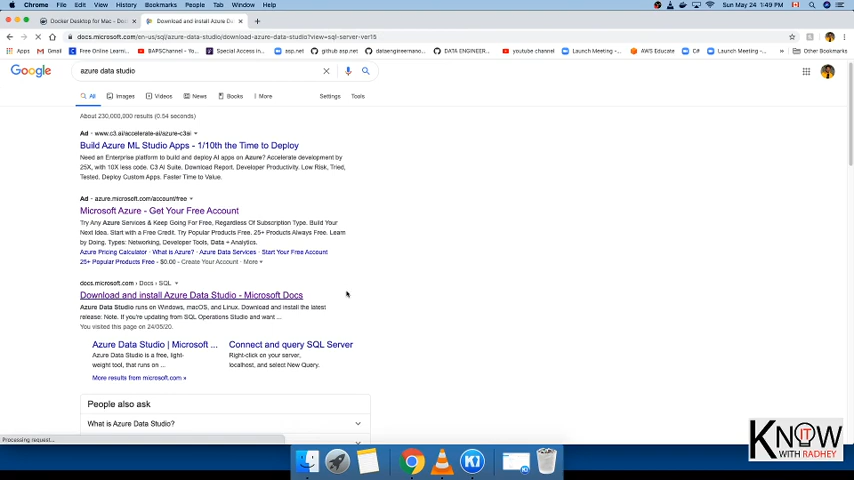 Chrome File Edit View History Bookmarks People Tab Window Help Sun May 24 1:49 PM
Docker Desktop for Mac - Doc Download and install Azure Da
docs.microsoft.com/en-us/sql/azure-data-studio/download-azure-data-studio?view=sql-server-ver15
Apps Gmail Free Online Learni... BAPSChannel - YouT... Special Access in... asp.net github asp.net dataengineernano... DATA ENGINEER... youtube channel Launch Meeting -... AWS Educate C# Launch Meeting -... Other Bookmarks
Google azure data studio
All Images Videos News Books More Settings Tools
About 230,000,000 results (0.54 seconds)
Ad · www.c3.ai/accelerate-ai/azure-c3ai
Build Azure ML Studio Apps - 1/10th the Time to Deploy
Need an Enterprise platform to build and deploy AI apps on Azure? Accelerate development by
25X, with 10X less code. C3 AI Suite. Download Report. Developer Productivity. Low Risk, Tried,
Tested. Deploy Custom Apps. Faster Time to Value.
Ad · azure.microsoft.com/account/free
Microsoft Azure - Get Your Free Account
Try Any Azure Services & Keep Going For Free, Regardless Of Subscription Type. Build Your
Next Idea. Start with a Free Credit. Try Popular Products Free. 25+ Products Always Free. Learn
by Doing. Types: Networking, Developer Tools, Data + Analytics.
Azure Pricing Calculator · What is Azure? · Azure Data Services · Start Your Free Account
25+ Popular Products Free - $0.00 - Create Your Account · More
docs.microsoft.com › Docs › SQL
Download and install Azure Data Studio - Microsoft Docs
Azure Data Studio runs on Windows, macOS, and Linux. Download and install the latest
release: Note. If you're updating from SQL Operations Studio and want ...
You visited this page on 24/05/20.
Azure Data Studio | Microsoft ... Connect and query SQL Server
Azure Data Studio is a free, light- Right-click on your server,
weight tool, that runs on ... localhost, and select New Query.
More results from microsoft.com »
People also ask
What is Azure Data Studio?
Processing request...
KNOW
IT
WITH RADHEY